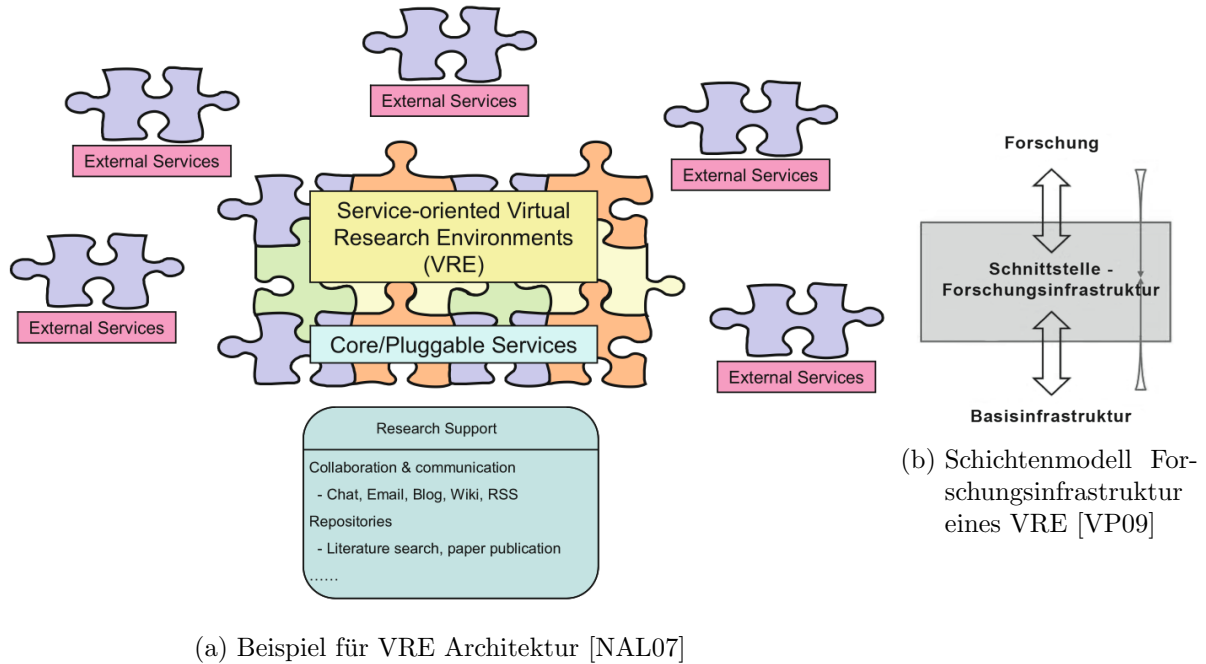 External Services
External Services
External Services
External Services
External Services
Service-oriented Virtual
Research Environments
(VRE)
Core/Pluggable Services
Research Support
Collaboration & communication
- Chat, Email, Blog, Wiki, RSS
Repositories
- Literature search, paper publication
......
(a) Beispiel für VRE Architektur [NAL07]
Forschung
Schnittstelle -
Forschungsinfrastruktur
Basisinfrastruktur
(b) Schichtenmodell For-
schungsinfrastruktur
eines VRE [VP09]